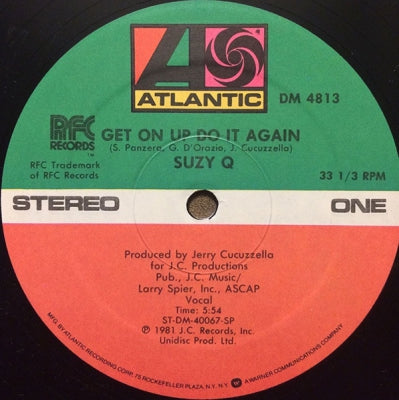 ATLANTIC
DM 4813
RFC
RECORDS
™
GET ON UP DO IT AGAIN
(S. Panzera, G. D'Orazio, J. Cucuzzella)
SUZY Q
RFC Trademark
of RFC Records
33 1/3 RPM
STEREO
ONE
Produced by Jerry Cucuzzella
for J.C. Productions
Pub., J.C. Music/
Larry Spier, Inc., ASCAP
Vocal
Time: 5:54
ST-DM-40067-SP
℗ 1981 J.C. Records, Inc.
Unidisc Prod. Ltd.
MFG. BY ATLANTIC RECORDING CORP., 75 ROCKEFELLER PLAZA, N.Y. N.Y. A WARNER COMMUNICATIONS COMPANY